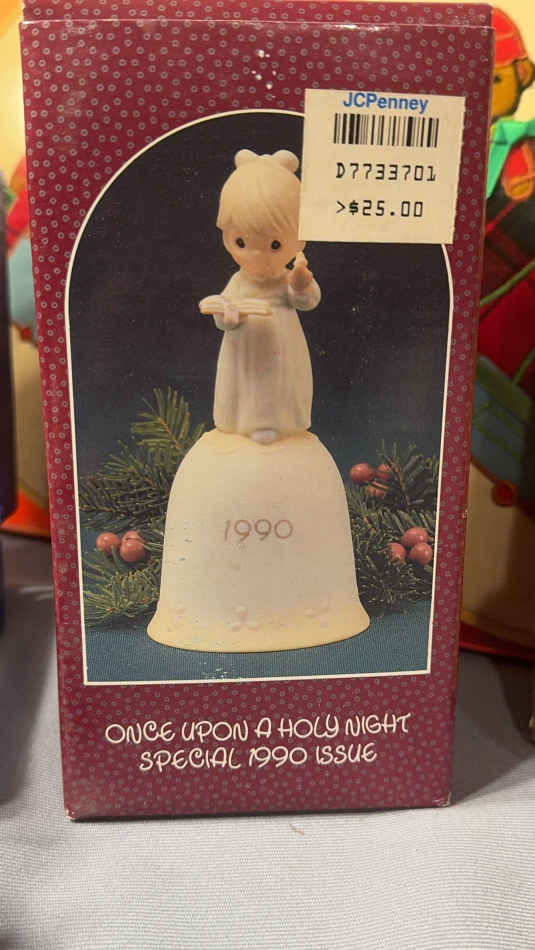 JCPenney
D7733701
>$25.00
1990
ONCE UPON A HOLY NIGHT
SPECIAL 1990 ISSUE